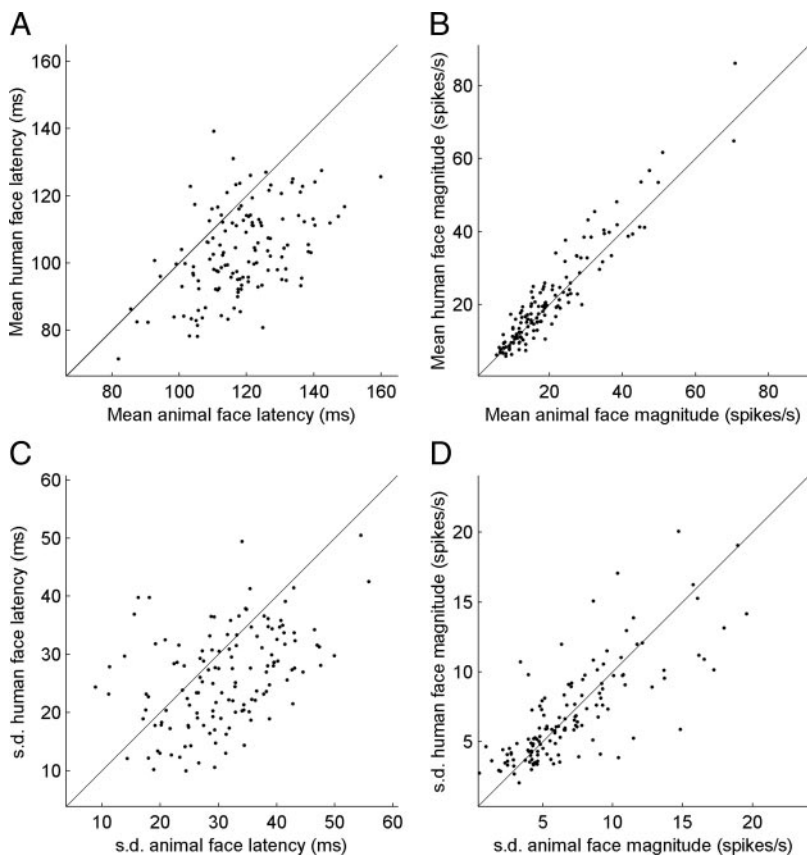 A
B
Mean human face latency (ms)
160
140
120
100
80
80 100 120 140 160
Mean animal face latency (ms)
Mean human face magnitude (spikes/s)
80
60
40
20
20 40 60 80
Mean animal face magnitude (spikes/s)
C
D
s.d. human face latency (ms)
60
50
40
30
20
10
10 20 30 40 50 60
s.d. animal face latency (ms)
s.d. human face magnitude (spikes/s)
20
15
10
5
5 10 15 20
s.d. animal face magnitude (spikes/s)